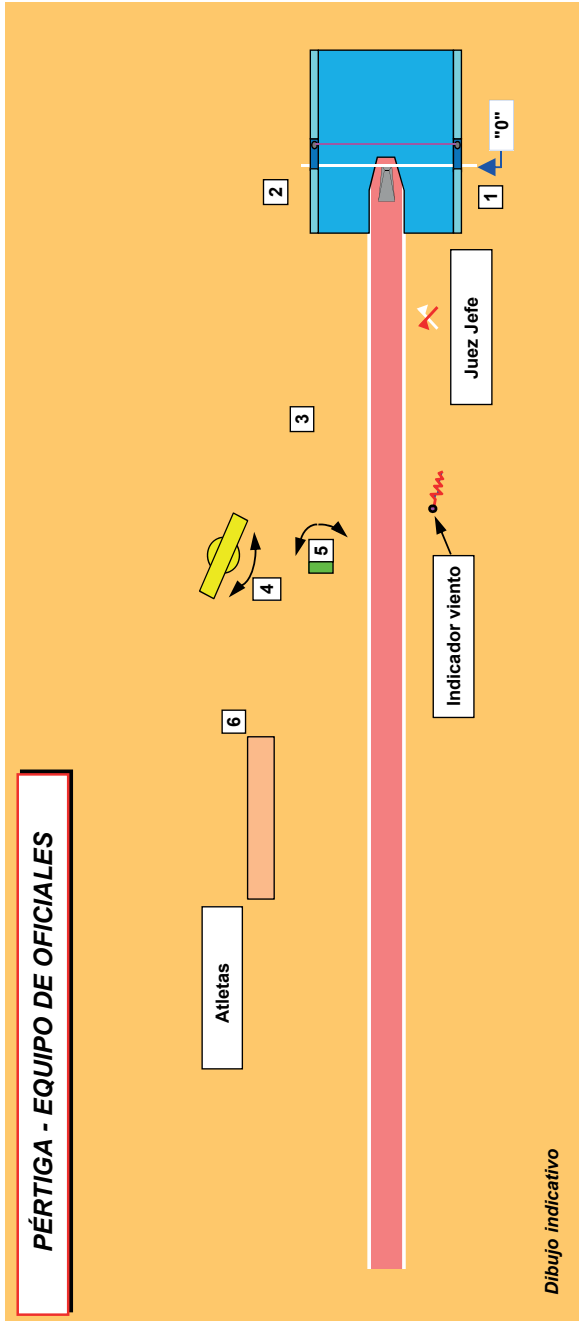 PÉRTIGA - EQUIPO DE OFICIALES
Atletas
6
4
5
3
2
1
"0"
Juez Jefe
Indicador viento
Dibujo indicativo